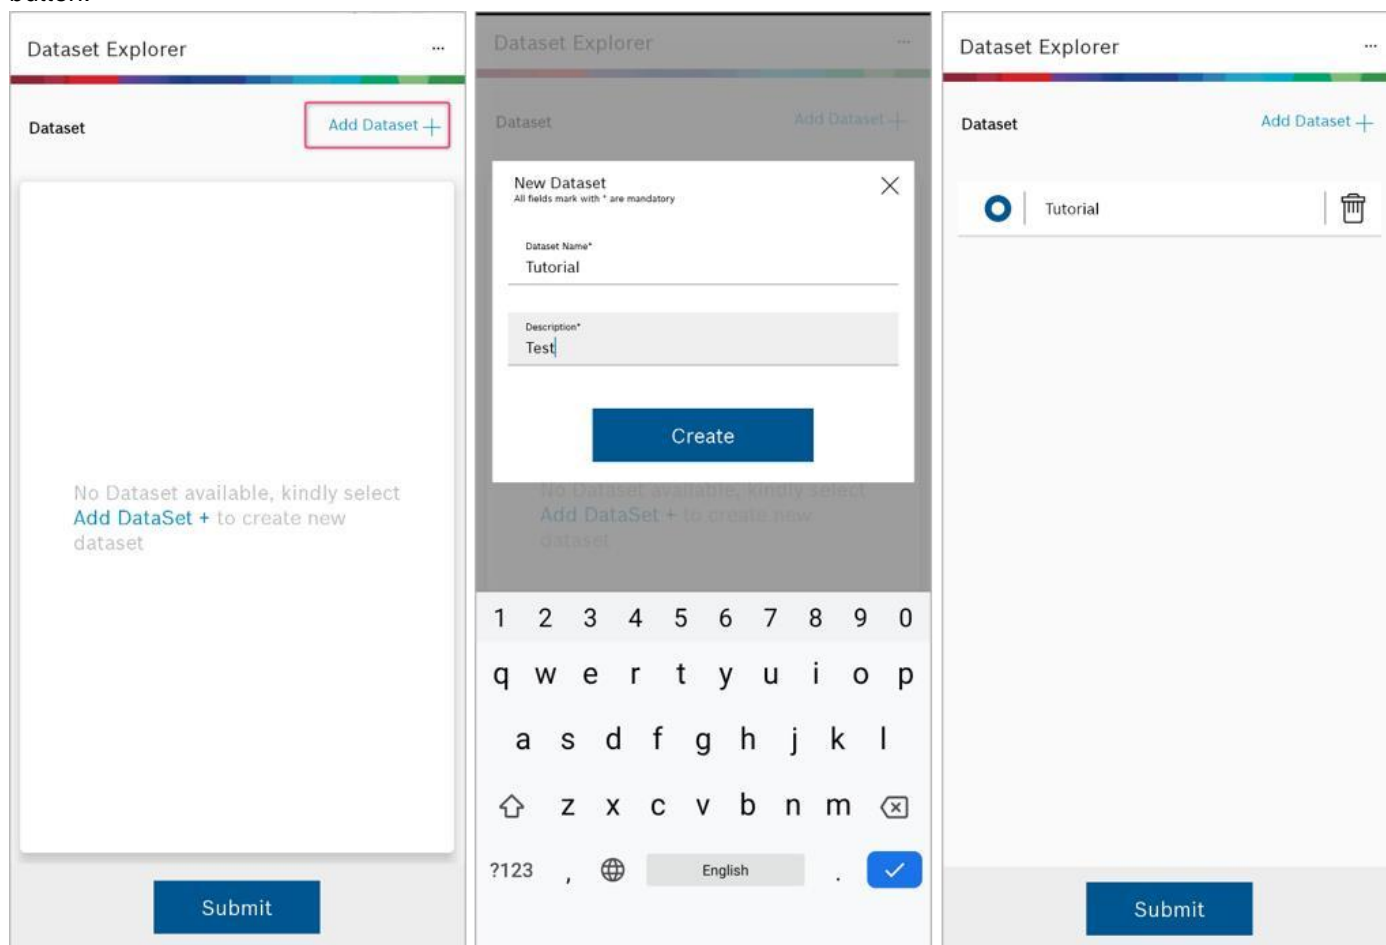 button.
Dataset Explorer ...
Dataset Add Dataset +
No Dataset available, kindly select
Add DataSet + to create new
dataset
Submit
Dataset Explorer ...
Dataset Add Dataset +
New Dataset
All fields mark with * are mandatory
Dataset Name*
Tutorial
Description*
Test
Create
No Dataset available, kindly select
Add DataSet + to create new
dataset
1 2 3 4 5 6 7 8 9 0
q w e r t y u i o p
a s d f g h j k l
z x c v b n m
?123 , English .
Dataset Explorer ...
Dataset Add Dataset +
Tutorial
Submit